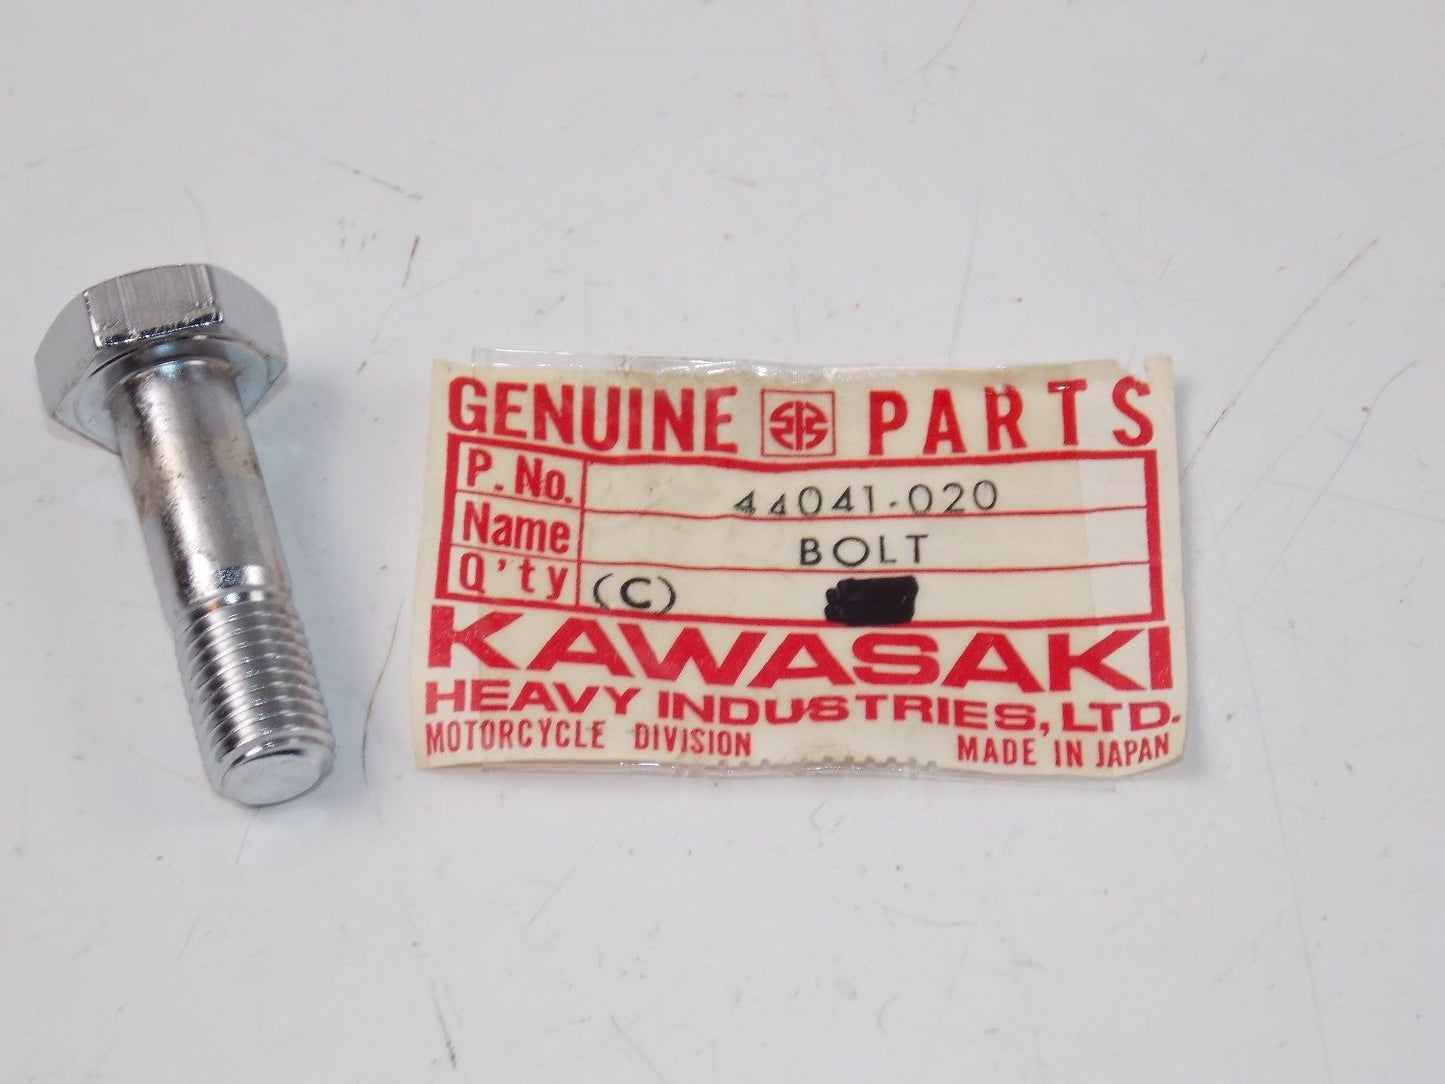 GENUINE PARTS
P. No. 44041-020
Name BOLT
Q'ty (C)
KAWASAKI
HEAVY INDUSTRIES, LTD.
MOTORCYCLE DIVISION MADE IN JAPAN